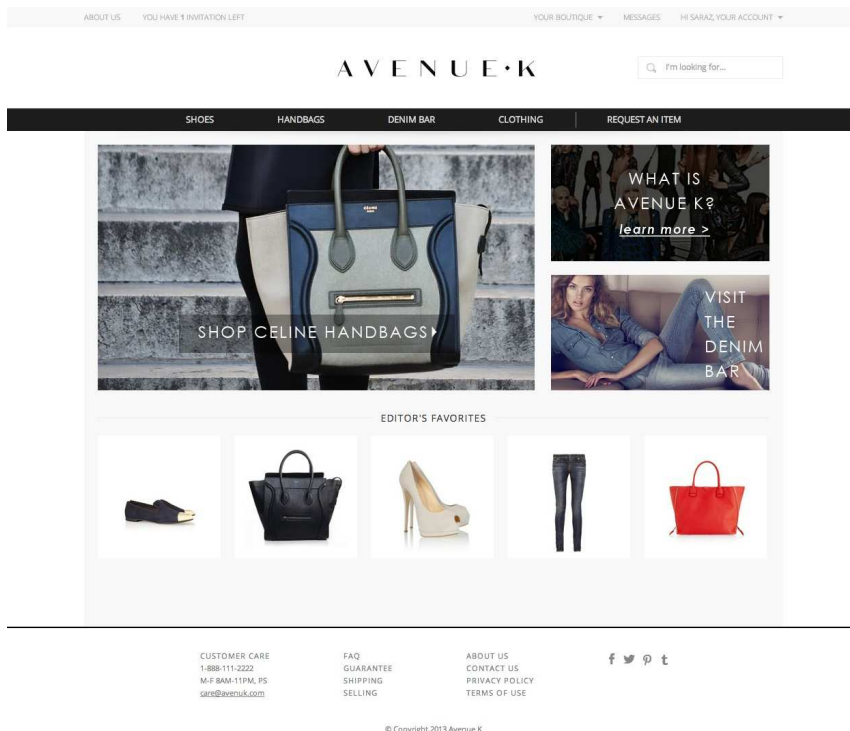 ABOUT US YOU HAVE 1 INVITATION LEFT YOUR BOUTIQUE MESSAGES HI SARAZ, YOUR ACCOUNT
AVENUE·K
I'm looking for...
SHOES HANDBAGS DENIM BAR CLOTHING REQUEST AN ITEM
CÉLINE
PARIS
SHOP CELINE HANDBAGS
WHAT IS
AVENUE K?
learn more >
VISIT
THE
DENIM
BAR
EDITOR'S FAVORITES
CUSTOMER CARE
1-888-111-2222
M-F 8AM-11PM, PS
care@avenuk.com
FAQ
GUARANTEE
SHIPPING
SELLING
ABOUT US
CONTACT US
PRIVACY POLICY
TERMS OF USE
f t
© Copyright 2013 Avenue K